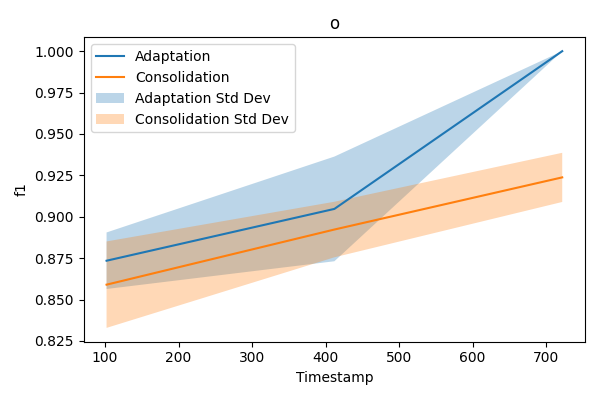 o
1.000
0.975
0.950
0.925
0.900
0.875
0.850
0.825
f1
Adaptation
Consolidation
Adaptation Std Dev
Consolidation Std Dev
100 200 300 400 500 600 700
Timestamp